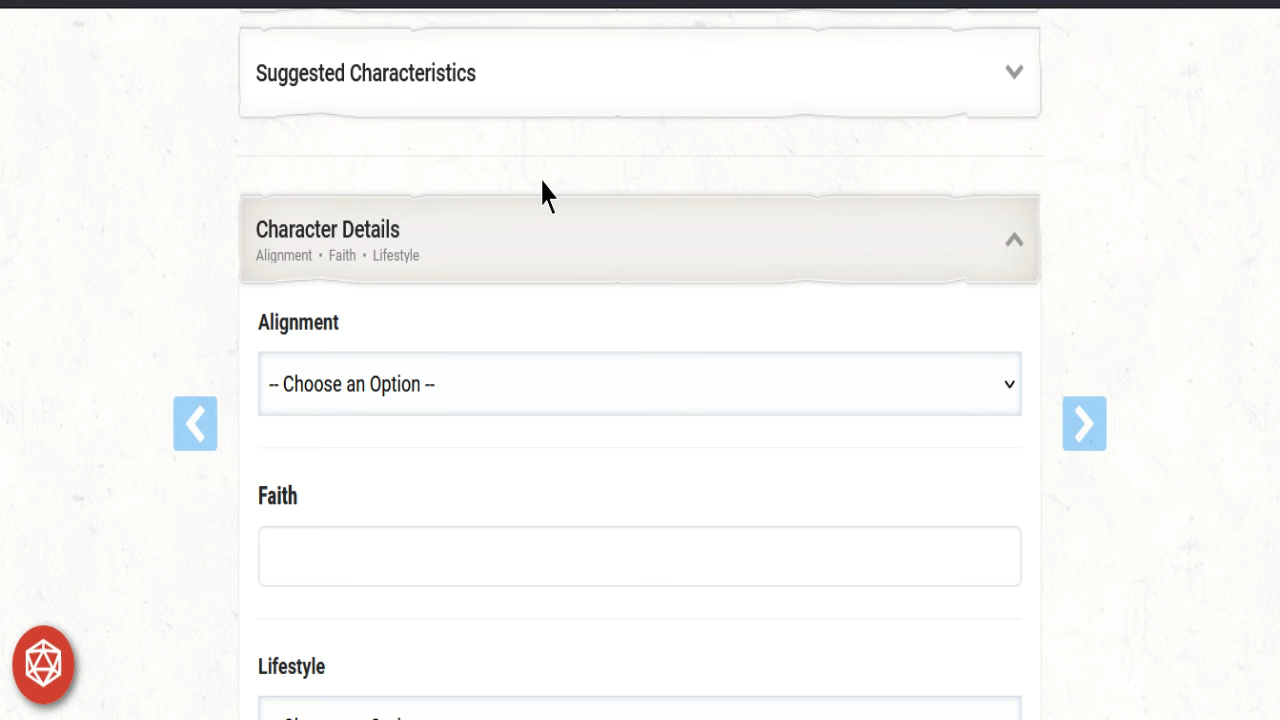 Suggested Characteristics
Character Details
Alignment • Faith • Lifestyle
Alignment
-- Choose an Option --
Faith
Lifestyle